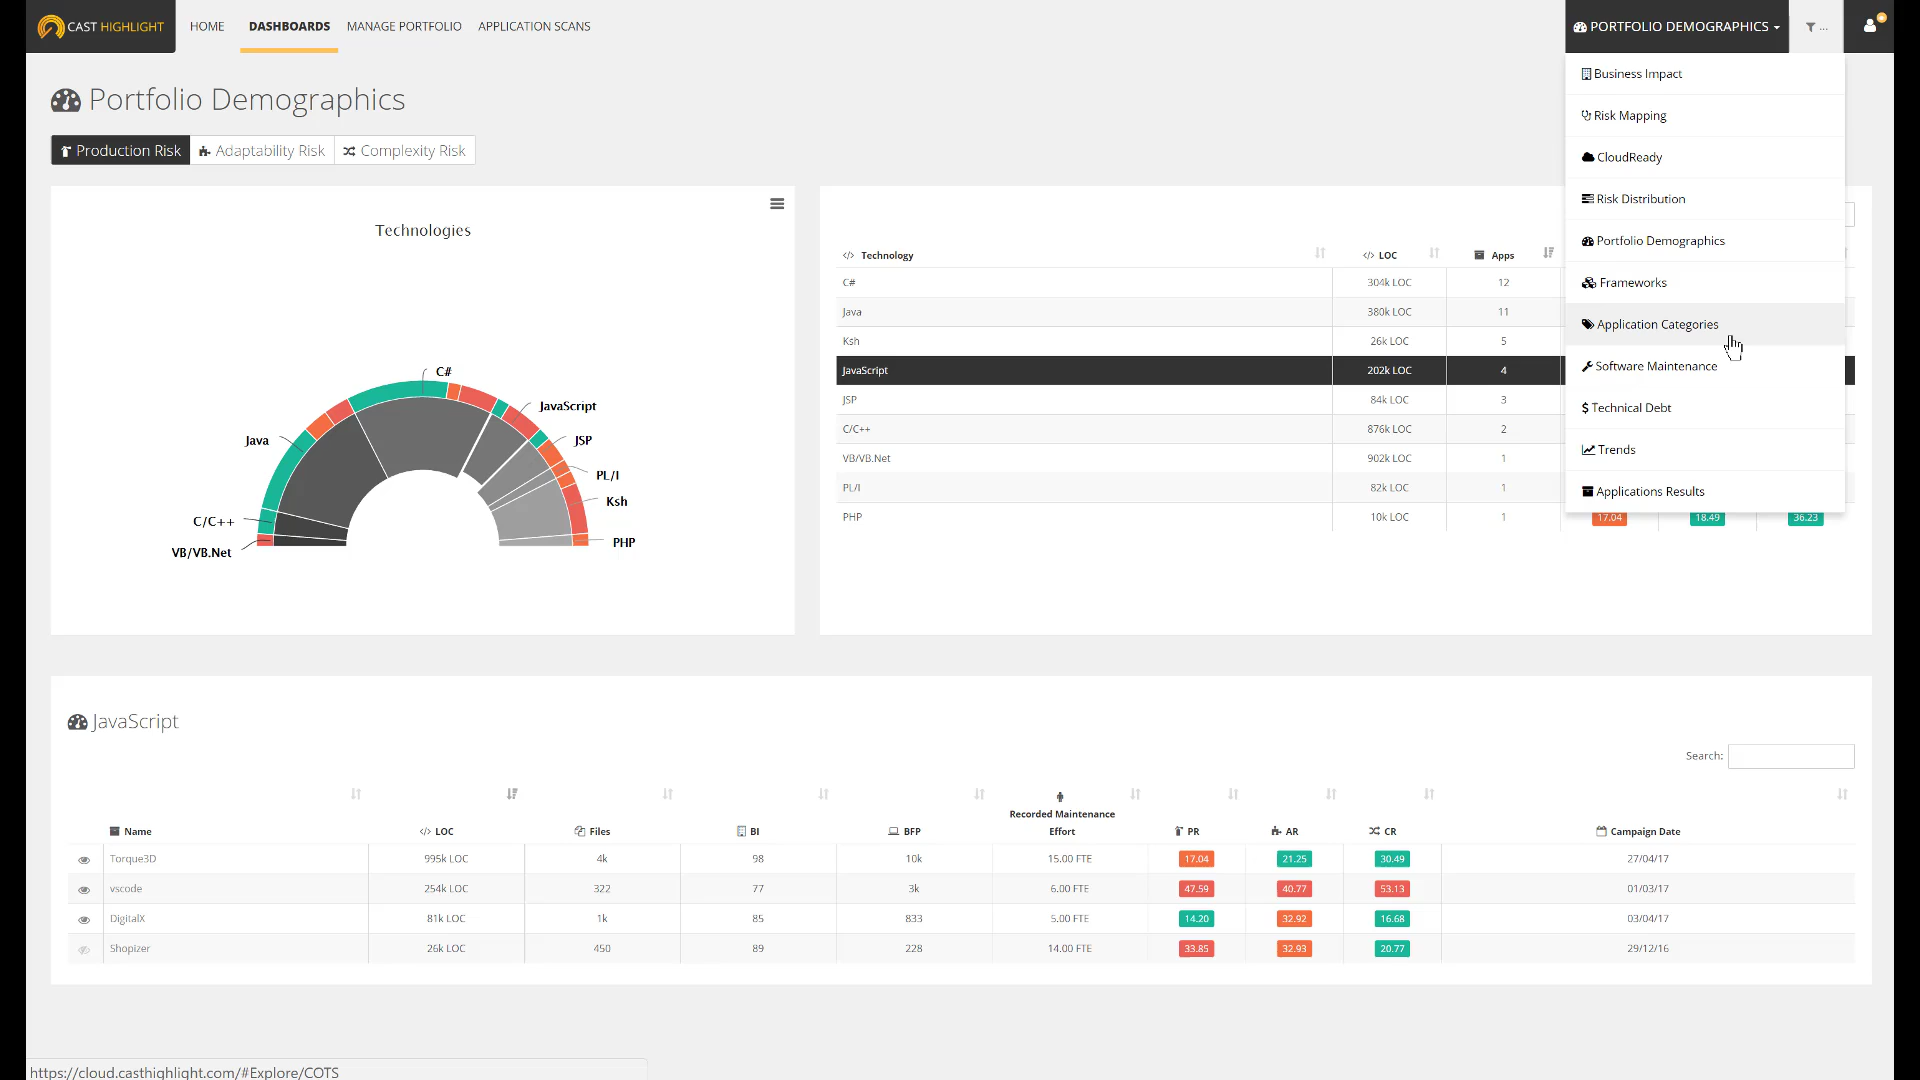 CAST HIGHLIGHT
HOME
DASHBOARDS
MANAGE PORTFOLIO
APPLICATION SCANS
PORTFOLIO DEMOGRAPHICS
...
Business Impact
Risk Mapping
CloudReady
Risk Distribution
Portfolio Demographics
Frameworks
Application Categories
Software Maintenance
$ Technical Debt
Trends
Applications Results
Portfolio Demographics
Production Risk
Adaptability Risk
Complexity Risk
Technologies
C#
JavaScript
Java
JSP
PL/I
Ksh
C/C++
PHP
VB/VB.Net
</> Technology </> LOC Apps
C# 304k LOC 12
Java 380k LOC 11
Ksh 26k LOC 5
JavaScript 202k LOC 4
JSP 84k LOC 3
C/C++ 876k LOC 2
VB/VB.Net 902k LOC 1
PL/I 82k LOC 1
PHP 10k LOC 1 17.04 18.49 36.23
JavaScript
Search:
Recorded Maintenance
Name </> LOC Files BI BFP Effort PR AR CR Campaign Date
Torque3D 995k LOC 4k 98 10k 15.00 FTE 17.04 21.25 30.49 27/04/17
vscode 254k LOC 322 77 3k 6.00 FTE 47.59 40.77 53.13 01/03/17
DigitalX 81k LOC 1k 85 833 5.00 FTE 14.20 32.92 16.68 03/04/17
Shopizer 26k LOC 450 89 228 14.00 FTE 33.85 32.93 20.77 29/12/16
https://cloud.casthighlight.com/#Explore/COTS